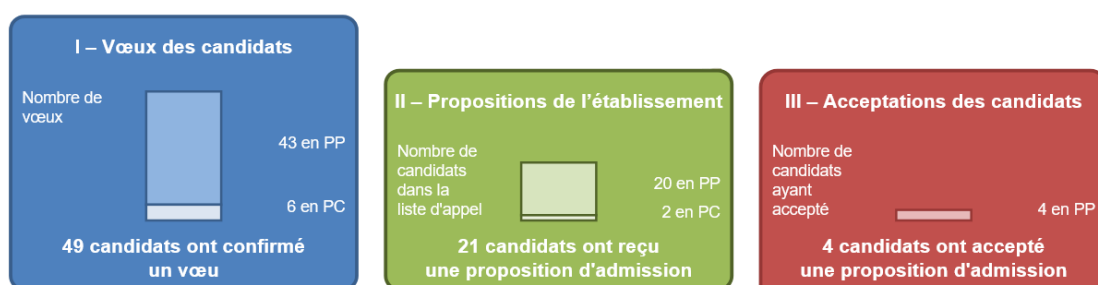 I – Vœux des candidats
Nombre de
vœux
43 en PP
6 en PC
49 candidats ont confirmé
un vœu
II – Propositions de l'établissement
Nombre de
candidats
dans la
liste d'appel
20 en PP
2 en PC
21 candidats ont reçu
une proposition d'admission
III – Acceptations des candidats
Nombre de
candidats
ayant
accepté
4 en PP
4 candidats ont accepté
une proposition d'admission